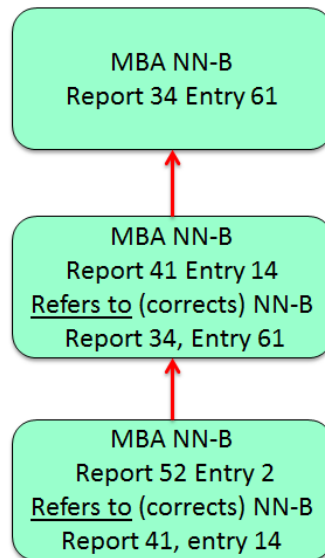 MBA NN-B
Report 34 Entry 61
MBA NN-B
Report 41 Entry 14
Refers to (corrects) NN-B
Report 34, Entry 61
MBA NN-B
Report 52 Entry 2
Refers to (corrects) NN-B
Report 41, entry 14